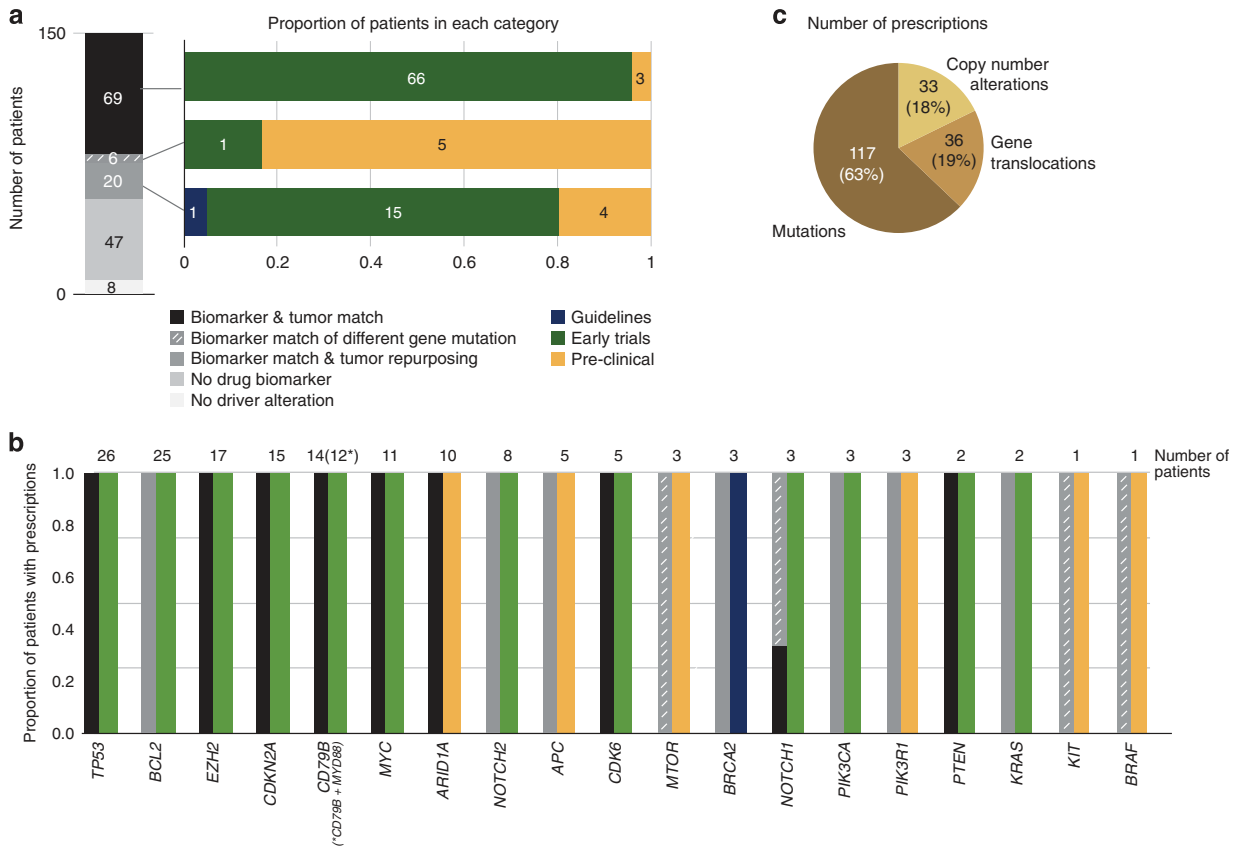 a
Proportion of patients in each category
150
Number of patients
69
6
20
47
8
0
66
3
1
5
1
15
4
0
0.2
0.4
0.6
0.8
1
Biomarker & tumor match
Biomarker match of different gene mutation
Biomarker match & tumor repurposing
No drug biomarker
No driver alteration
Guidelines
Early trials
Pre-clinical
c
Number of prescriptions
Copy number
alterations
33
(18%)
Gene
translocations
36
(19%)
117
(63%)
Mutations
b
26 25 17 15 14(12*) 11 10 8 5 5 3 3 3 3 3 2 2 1 1
Number of
patients
Proportion of patients with prescriptions
1.0
0.8
0.6
0.4
0.2
0.0
TP53
BCL2
EZH2
CDKN2A
CD79B
(*CD79B + MYD88)
MYC
ARID1A
NOTCH2
APC
CDK6
MTOR
BRCA2
NOTCH1
PIK3CA
PIK3R1
PTEN
KRAS
KIT
BRAF